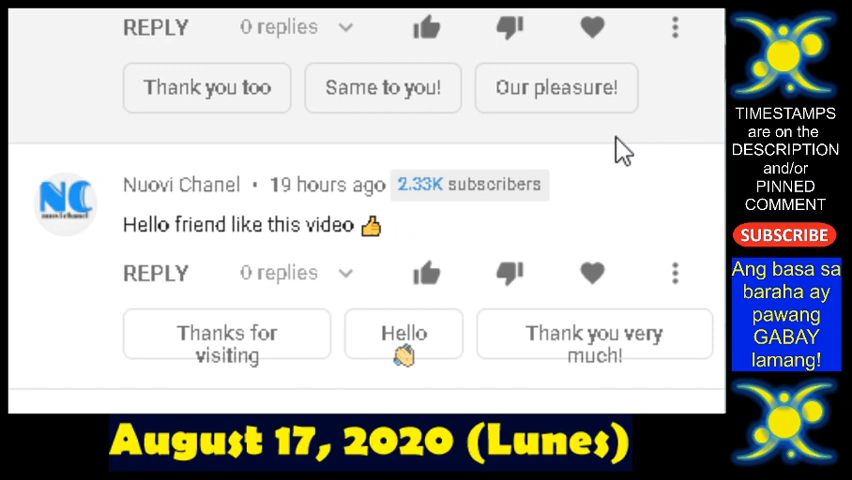 REPLY 0 replies
Thank you too Same to you! Our pleasure!
NC
nuovi chanel
Nuovi Chanel • 19 hours ago 2.33K subscribers
Hello friend like this video 👍
REPLY 0 replies
Thanks for visiting
Hello 👏
Thank you very much!
TIMESTAMPS
are on the
DESCRIPTION
and/or
PINNED
COMMENT
SUBSCRIBE
Ang basa sa
baraha ay
pawang
GABAY
lamang!
August 17, 2020 (Lunes)